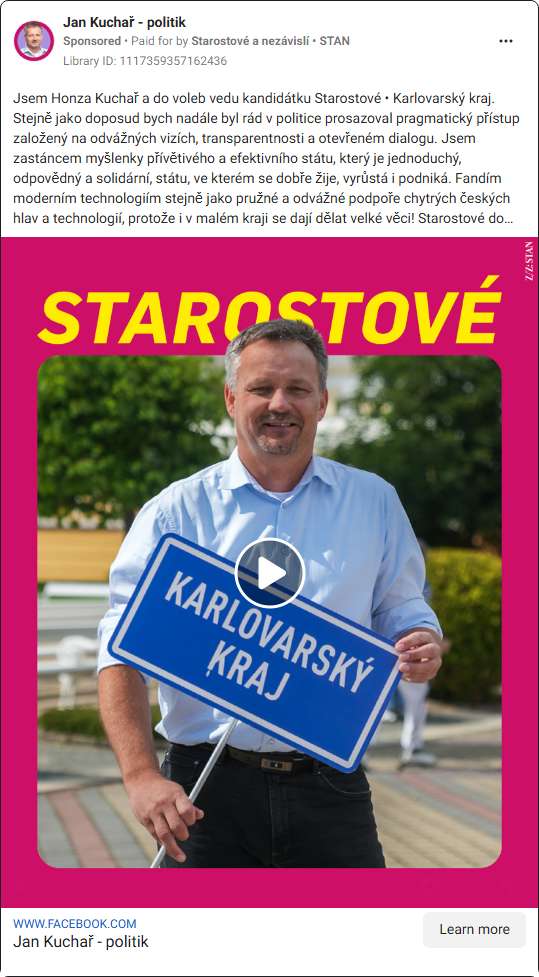 Jan Kuchař - politik
Sponsored • Paid for by Starostové a nezávislí • STAN
Library ID: 1117359357162436
Jsem Honza Kuchař a do voleb vedu kandidátku Starostové • Karlovarský kraj.
Stejně jako doposud bych nadále byl rád v politice prosazoval pragmatický přístup
založený na odvážných vizích, transparentnosti a otevřeném dialogu. Jsem
zastáncem myšlenky přívětivého a efektivního státu, který je jednoduchý,
odpovědný a solidární, státu, ve kterém se dobře žije, vyrůstá i podniká. Fandím
moderním technologiím stejně jako pružné a odvážné podpoře chytrých českých
hlav a technologií, protože i v malém kraji se dají dělat velké věci! Starostové do...
Z/Z:STAN
STAROSTOVÉ
KARLOVARSKÝ
KRAJ
WWW.FACEBOOK.COM
Jan Kuchař - politik
Learn more